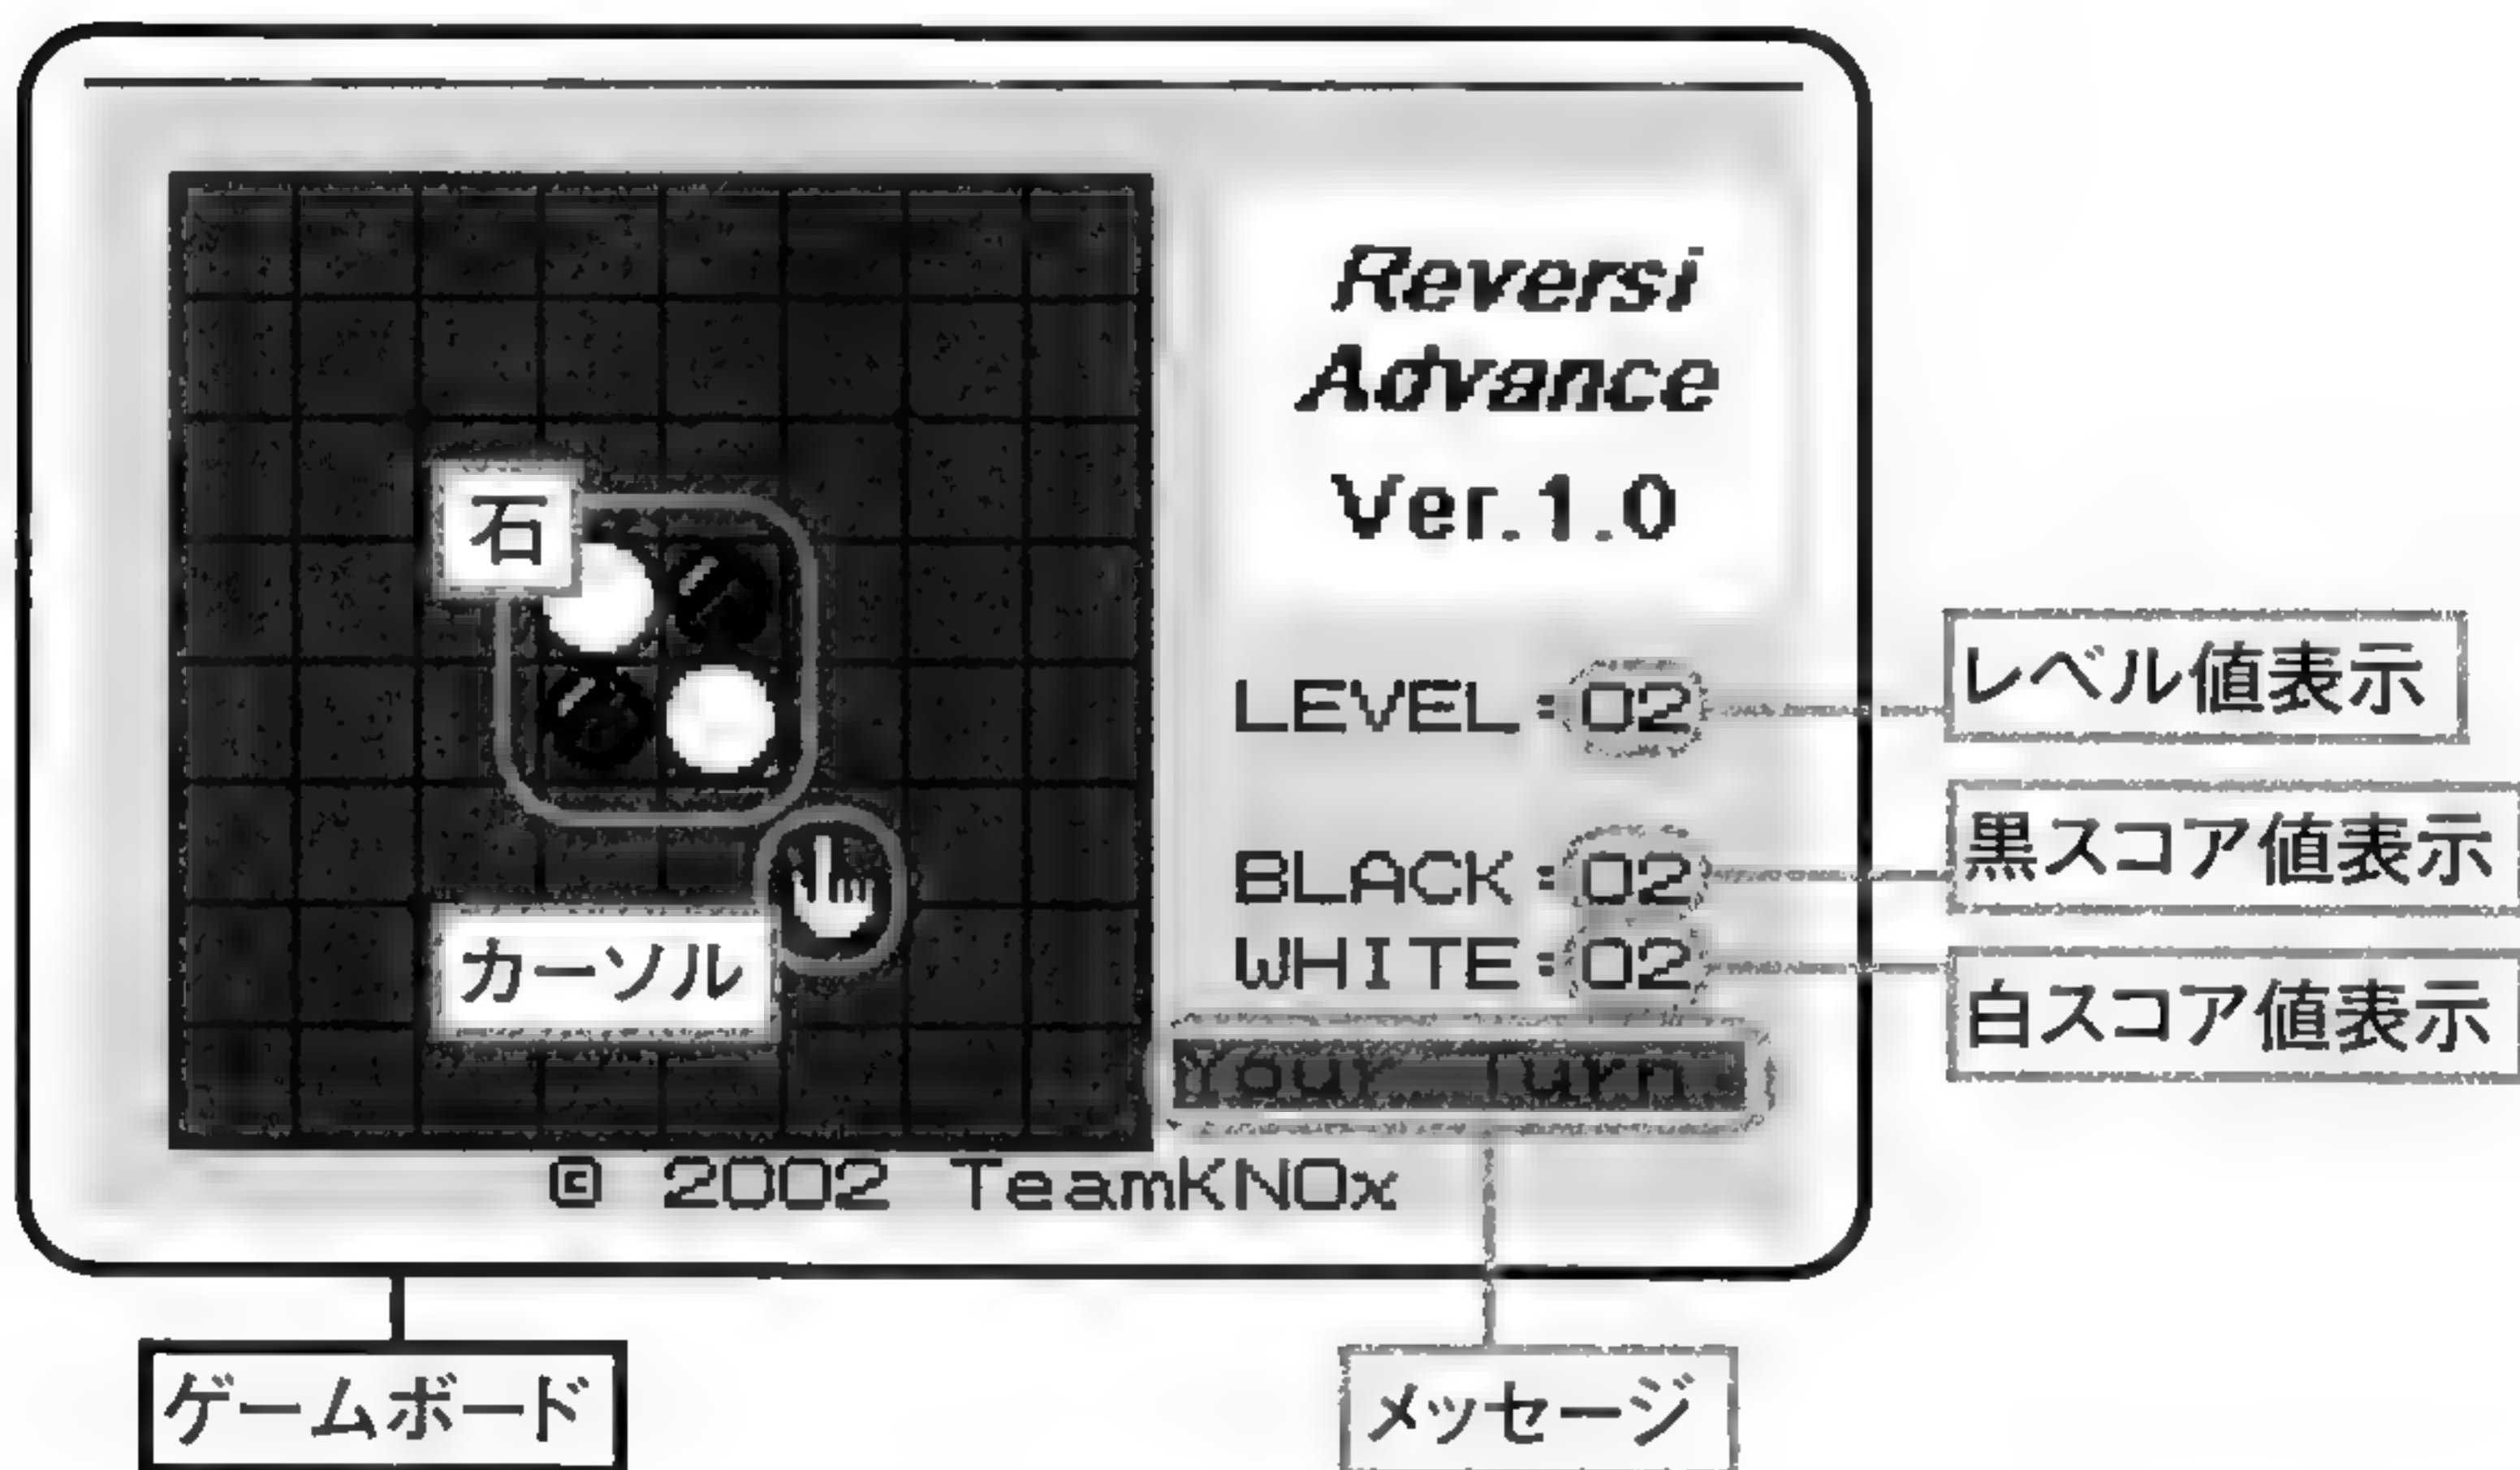 Reversi
Advance
Ver.1.0
石
LEVEL:02
レベル値表示
BLACK:02
黒スコア値表示
WHITE:02
白スコア値表示
カーソル
Your Turn.
© 2002 TeamKNOx
ゲームボード
メッセージ